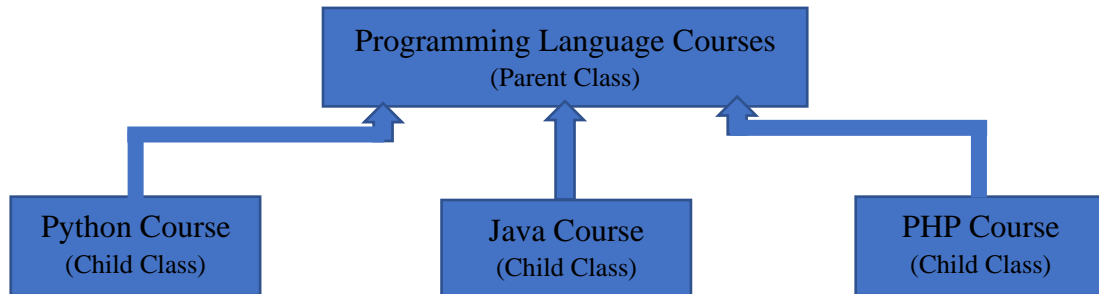 Programming Language Courses
(Parent Class)
Python Course
(Child Class)
Java Course
(Child Class)
PHP Course
(Child Class)